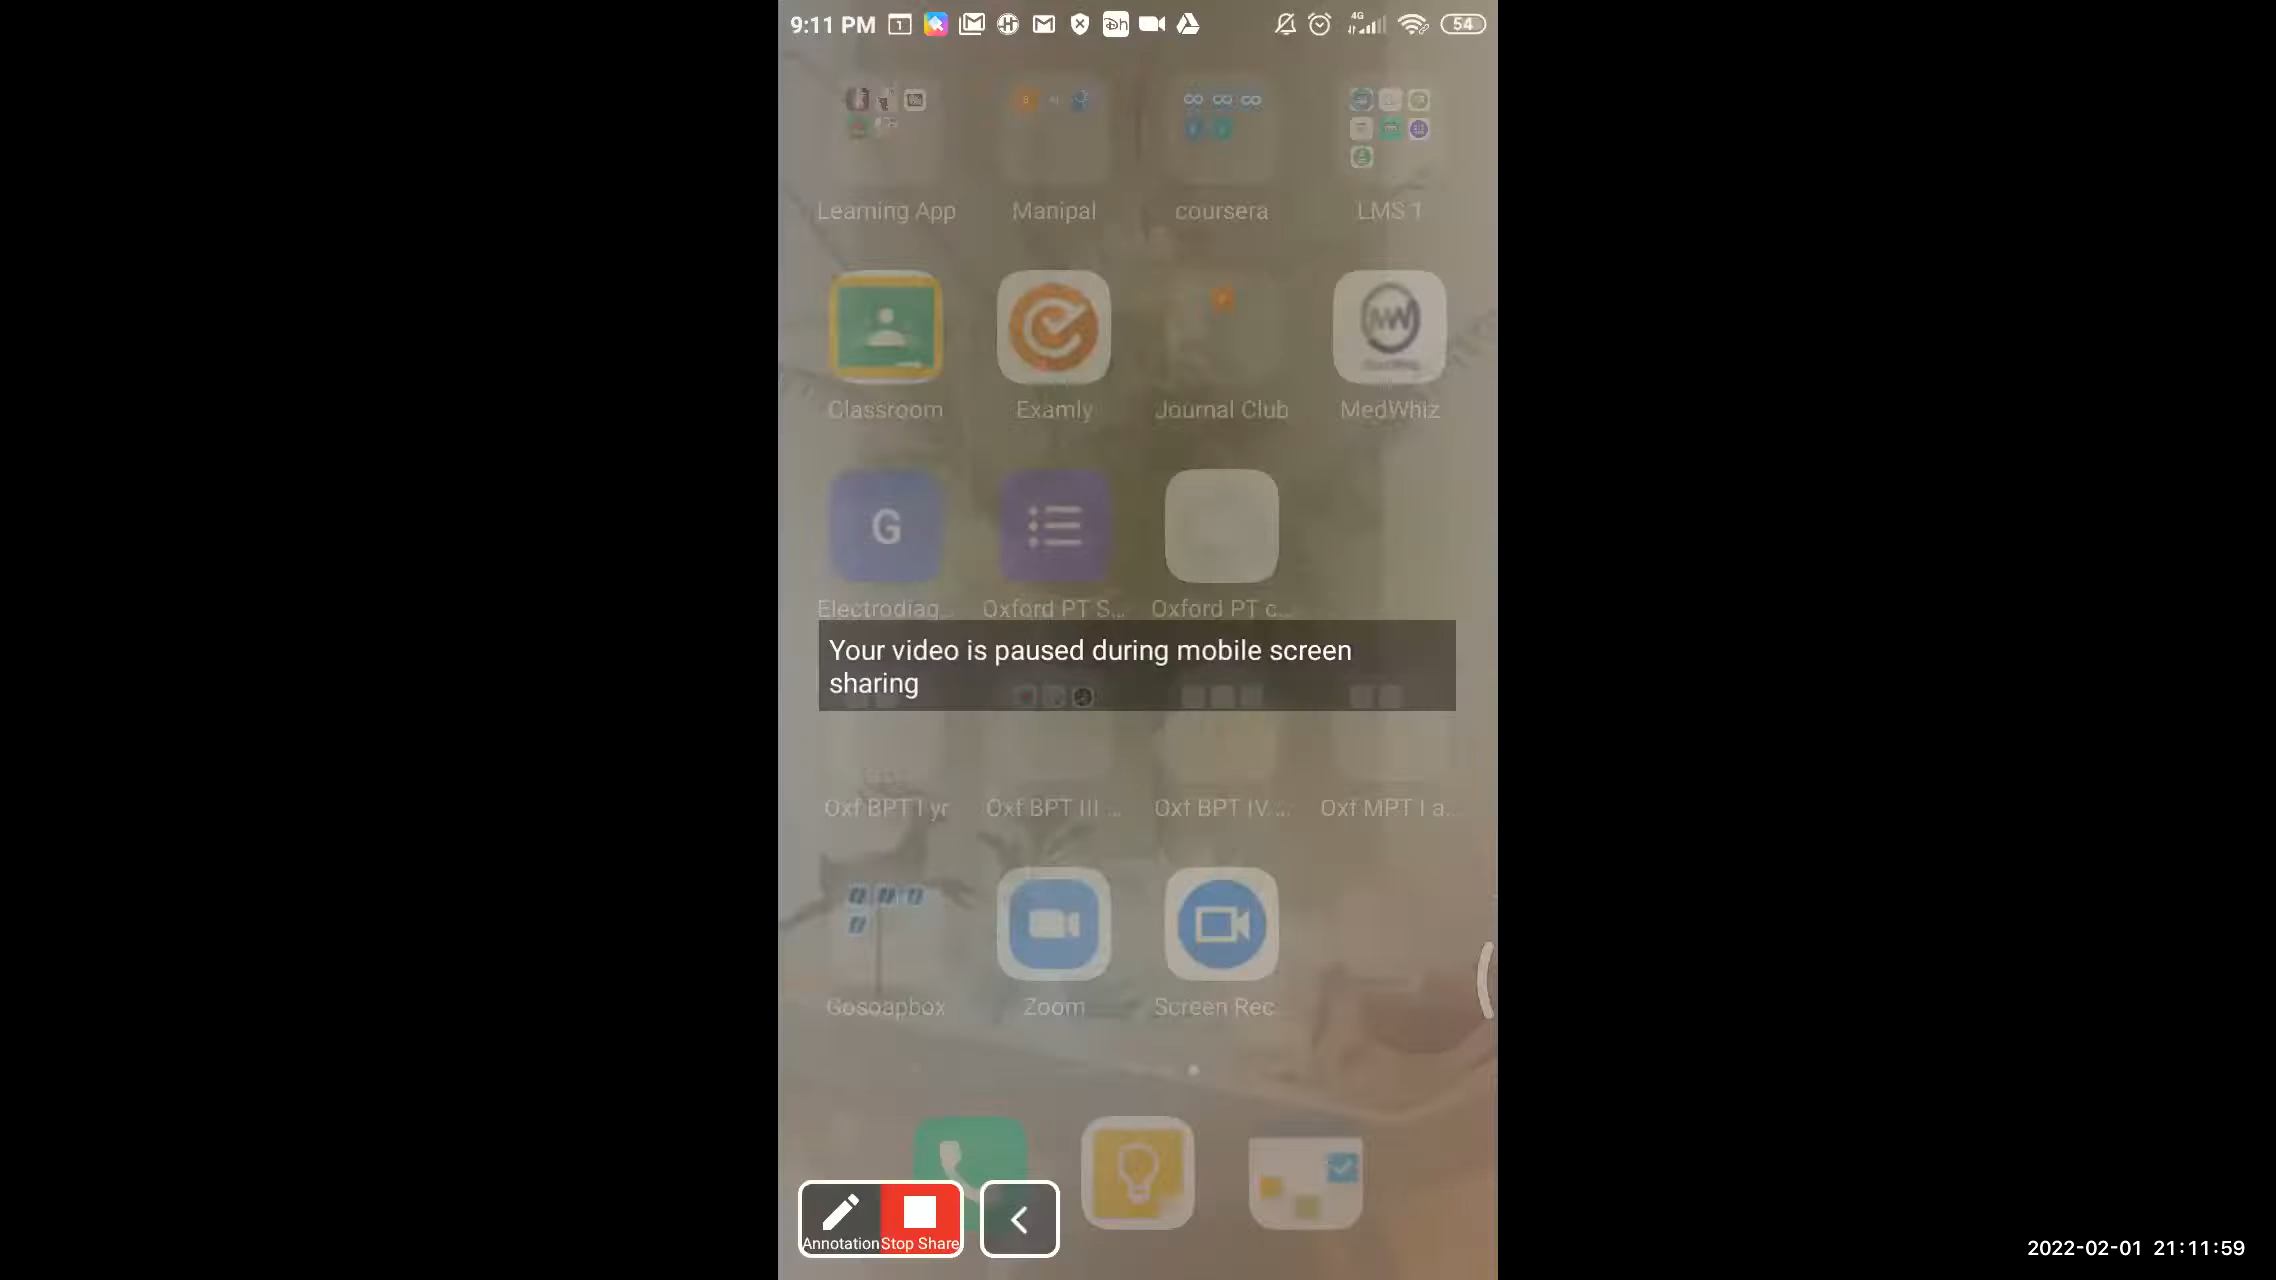 9:11 PM
4G
54
Learning App
Manipal
coursera
LMS 1
Classroom
Examly
Journal Club
MedWhiz
G
Electrodiag...
Oxford PT S...
Oxford PT c...
Your video is paused during mobile screen
sharing
Oxf BPT I yr
Oxf BPT III ...
Oxf BPT IV ...
Oxf MPT I a...
Gosoapbox
Zoom
Screen Rec
Annotation
Stop Share
2022-02-01 21:11:59